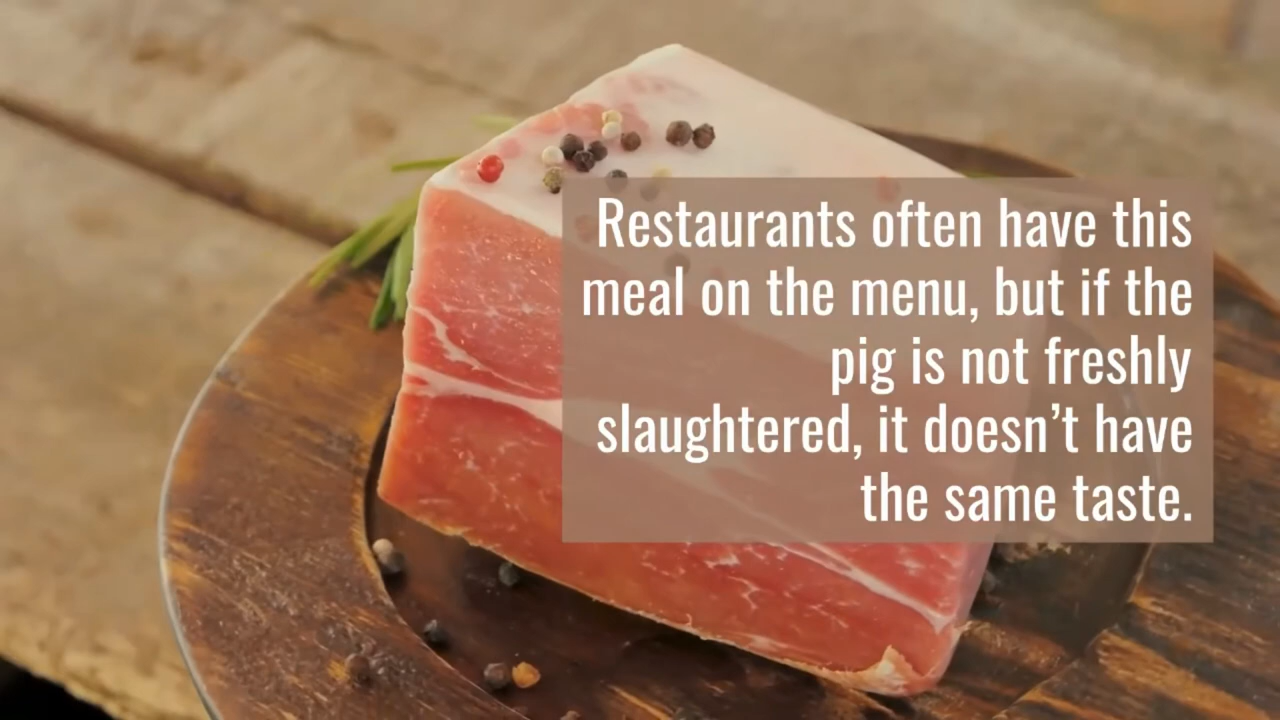 Restaurants often have this
meal on the menu, but if the
pig is not freshly
slaughtered, it doesn’t have
the same taste.